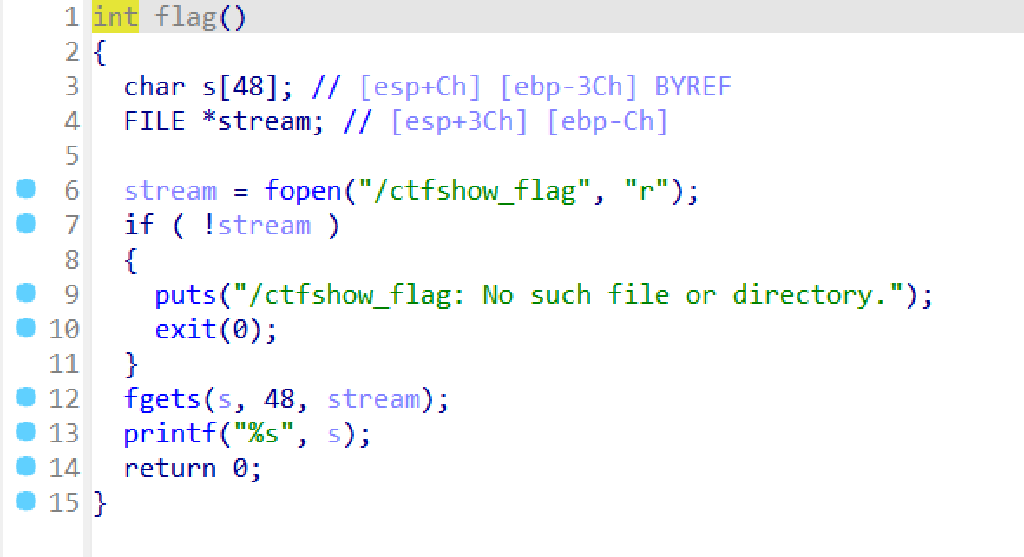 1 int flag()
2 {
3   char s[48]; // [esp+Ch] [ebp-3Ch] BYREF
4   FILE *stream; // [esp+3Ch] [ebp-Ch]
5
6   stream = fopen("/ctfshow_flag", "r");
7   if ( !stream )
8   {
9     puts("/ctfshow_flag: No such file or directory.");
10     exit(0);
11   }
12   fgets(s, 48, stream);
13   printf("%s", s);
14   return 0;
15 }